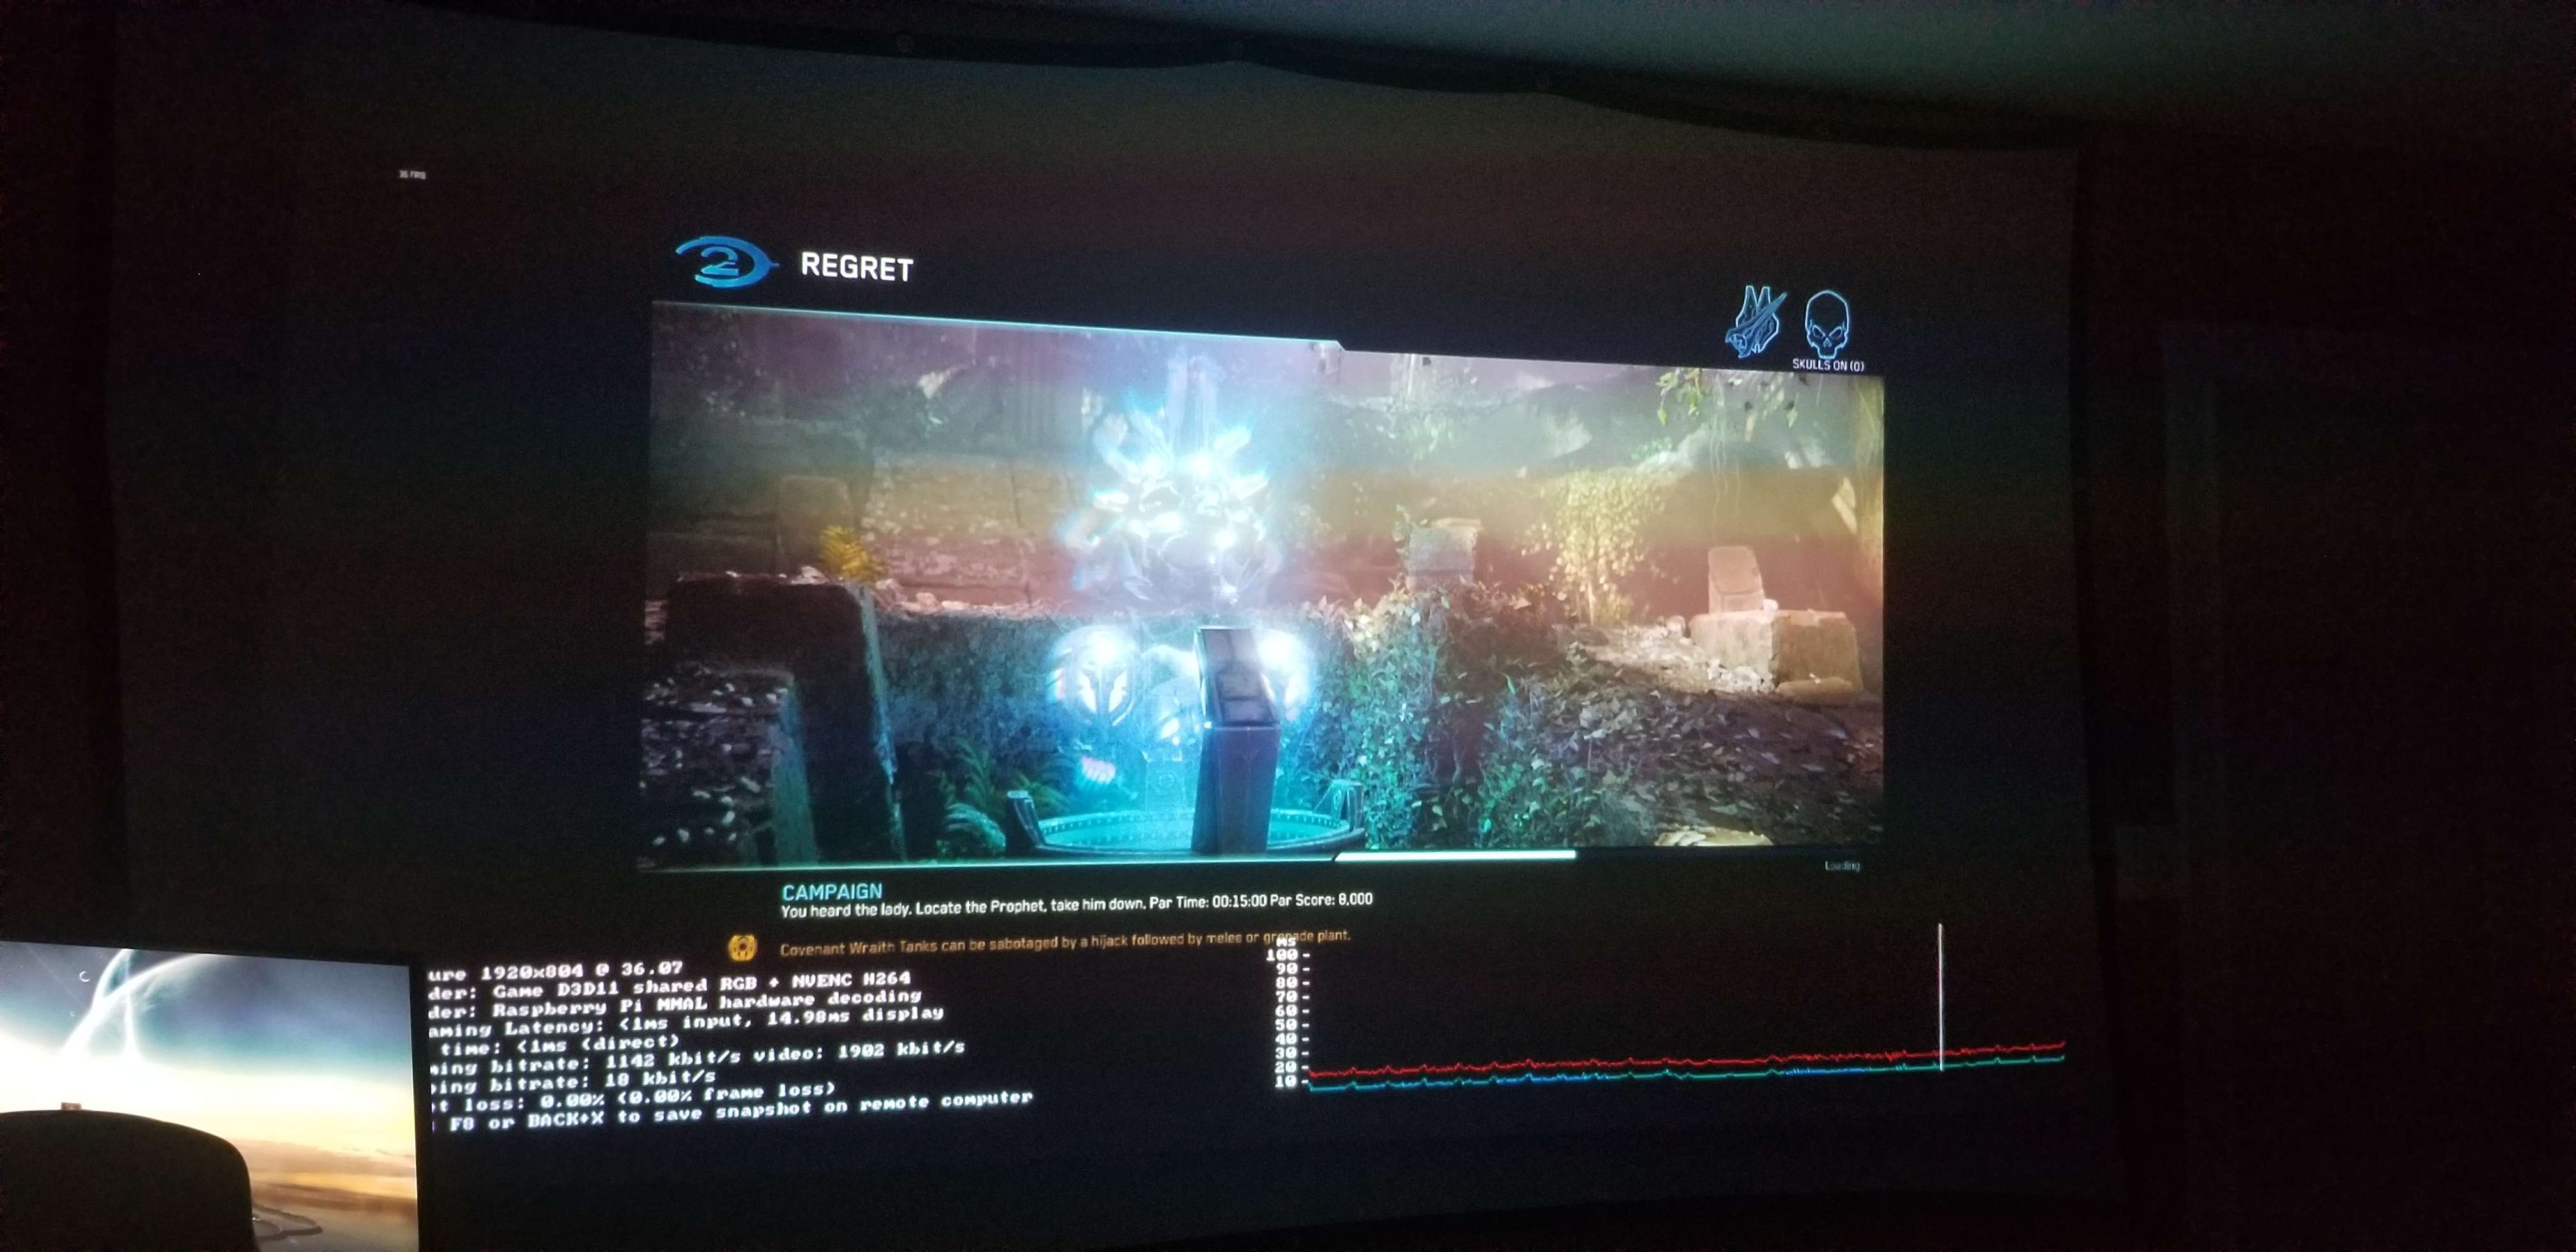 36 FPS
2 REGRET
SKULLS ON (0)
Loading
CAMPAIGN
You heard the lady. Locate the Prophet, take him down. Par Time: 00:15:00 Par Score: 8,000
Covenant Wraith Tanks can be sabotaged by a hijack followed by melee or grenade plant.
ure 1920x804 @ 36.07
der: Game D3D11 shared RGB + NVENC H264
der: Raspberry Pi MMAL hardware decoding
aming Latency: <1ms input, 14.98ms display
time: <1ms (direct)
ming bitrate: 1142 kbit/s video: 1902 kbit/s
oing bitrate: 18 kbit/s
t loss: 0.00% (0.00% frame loss)
F8 or BACK+X to save snapshot on remote computer
ms
100
90
80
70
60
50
40
30
20
10